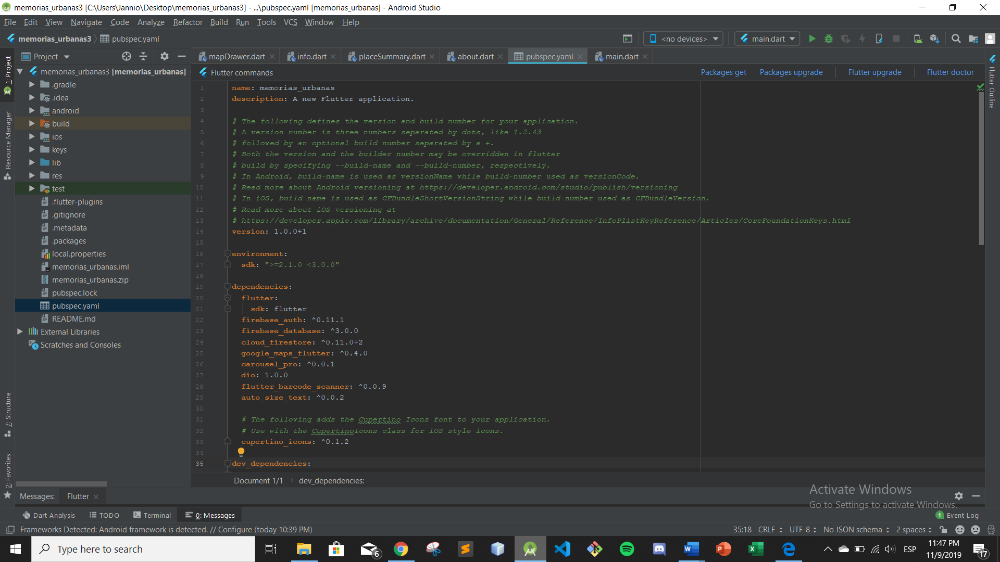 memorias_urbanas3 [C:\Users\Jannio\Desktop\memorias_urbanas3] - ...\pubspec.yaml [memorias_urbanas] - Android Studio
File Edit View Navigate Code Analyze Refactor Build Run Tools VCS Window Help
memorias_urbanas3 pubspec.yaml <no devices> main.dart
Project mapDrawer.dart info.dart placeSummary.dart about.dart pubspec.yaml main.dart
Flutter commands Packages get Packages upgrade Flutter upgrade Flutter doctor
1: Project
Resource Manager
7: Structure
2: Favorites
Flutter Outline
memorias_urbanas3 [memorias_urbanas]
.gradle
.idea
android
build
ios
keys
lib
res
test
.flutter-plugins
.gitignore
.metadata
.packages
local.properties
memorias_urbanas.iml
memorias_urbanas.zip
pubspec.lock
pubspec.yaml
README.md
External Libraries
Scratches and Consoles
1 name: memorias_urbanas
2 description: A new Flutter application.
3
4 # The following defines the version and build number for your application.
5 # A version number is three numbers separated by dots, like 1.2.43
6 # followed by an optional build number separated by a +.
7 # Both the version and the builder number may be overridden in flutter
8 # build by specifying --build-name and --build-number, respectively.
9 # In Android, build-name is used as versionName while build-number used as versionCode.
10 # Read more about Android versioning at https://developer.android.com/studio/publish/versioning
11 # In iOS, build-name is used as CFBundleShortVersionString while build-number used as CFBundleVersion.
12 # Read more about iOS versioning at
13 # https://developer.apple.com/library/archive/documentation/General/Reference/InfoPlistKeyReference/Articles/CoreFoundationKeys.html
14 version: 1.0.0+1
15
16 environment:
17 sdk: ">=2.1.0 <3.0.0"
18
19 dependencies:
20 flutter:
21 sdk: flutter
22 firebase_auth: ^0.11.1
23 firebase_database: ^3.0.0
24 cloud_firestore: ^0.11.0+2
25 google_maps_flutter: ^0.4.0
26 carousel_pro: ^0.0.1
27 dio: 1.0.0
28 flutter_barcode_scanner: ^0.0.9
29 auto_size_text: ^0.0.2
30
31 # The following adds the Cupertino Icons font to your application.
32 # Use with the CupertinoIcons class for iOS style icons.
33 cupertino_icons: ^0.1.2
34
35 dev_dependencies:
Document 1/1 dev_dependencies:
Activate Windows
Go to Settings to activate Windows.
Messages: Flutter
Dart Analysis TODO Terminal 0: Messages 1 Event Log
Frameworks Detected: Android framework is detected. // Configure (today 10:39 PM) 35:18 CRLF UTF-8 No JSON schema 2 spaces
Type here to search 6 ESP 11:47 PM 17
11/9/2019